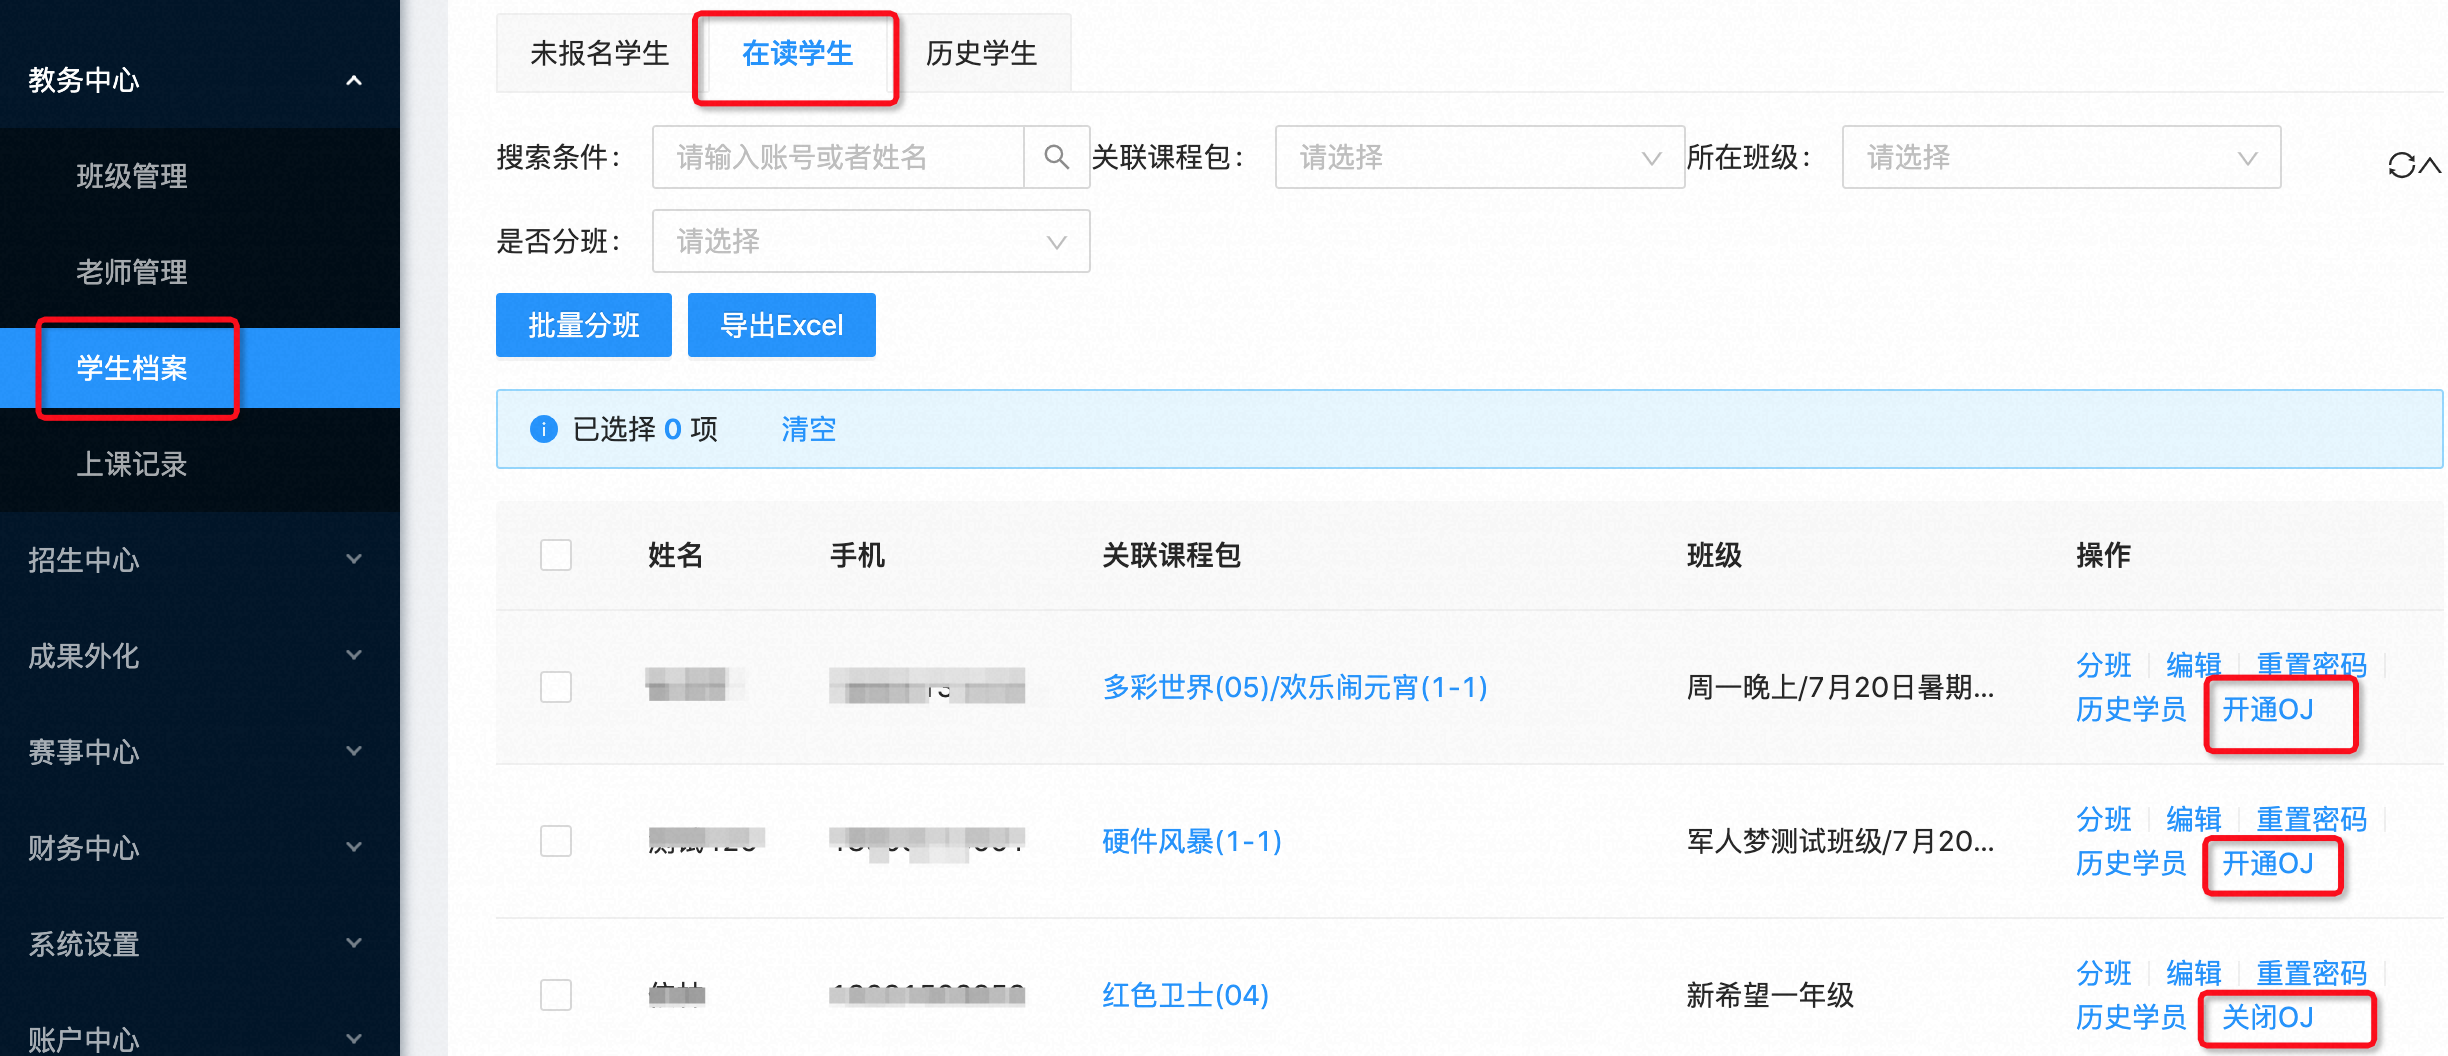 教务中心
班级管理
老师管理
学生档案
上课记录
招生中心
成果外化
赛事中心
财务中心
系统设置
账户中心
未报名学生 在读学生 历史学生
搜索条件： 请输入账号或者姓名 关联课程包： 请选择 所在班级： 请选择
是否分班： 请选择
批量分班 导出Excel
已选择 0 项 清空
姓名 手机 关联课程包 班级 操作
多彩世界(05)/欢乐闹元宵(1-1) 周一晚上/7月20日暑期... 分班 编辑 重置密码
历史学员 开通OJ
硬件风暴(1-1) 军人梦测试班级/7月20... 分班 编辑 重置密码
历史学员 开通OJ
红色卫士(04) 新希望一年级 分班 编辑 重置密码
历史学员 关闭OJ